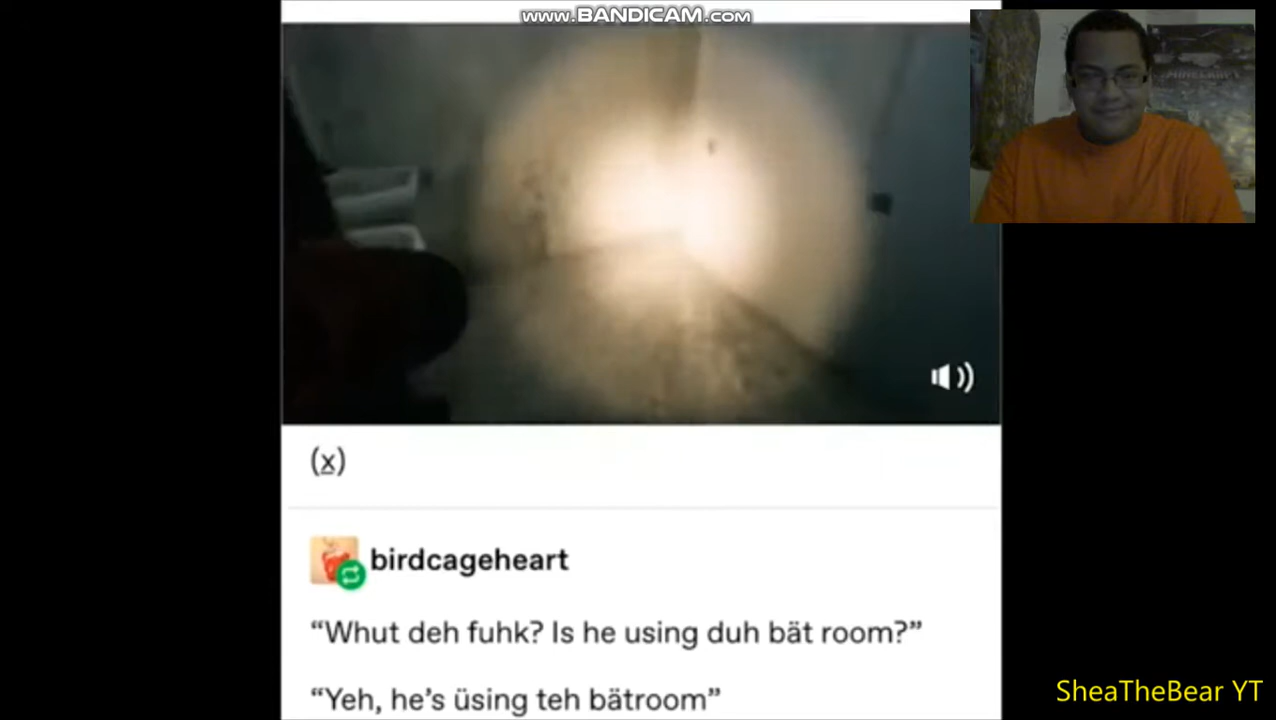 www.BANDICAM.com
MINECRAFT
(x)
birdcageheart
“Whut deh fuhk? Is he using duh bät room?”
“Yeh, he’s üsing teh bätroom”
SheaTheBear YT